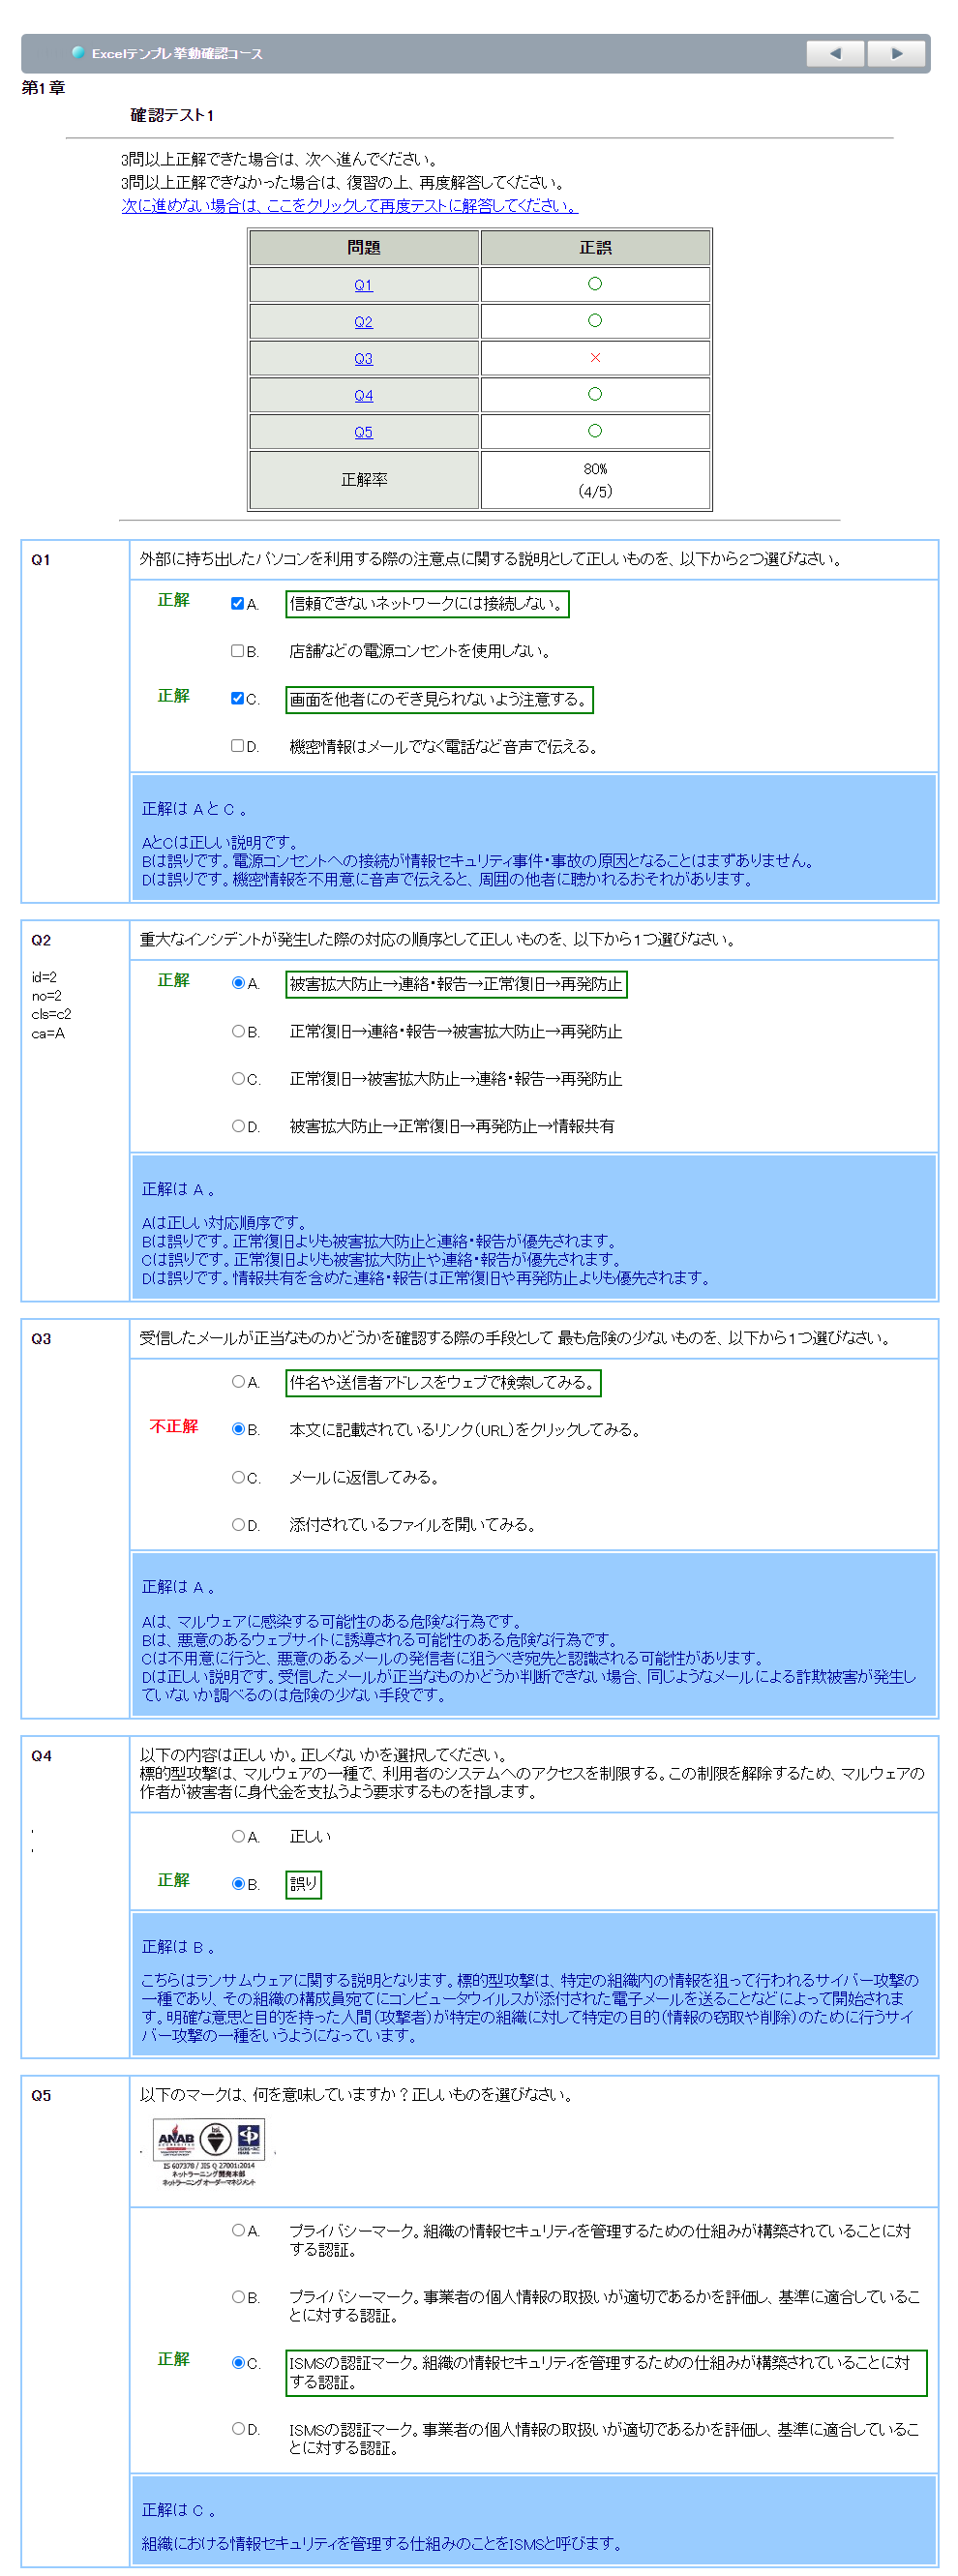 Excelテンプレ挙動確認コース
第1章
確認テスト1
3問以上正解できた場合は、次へ進んでください。
3問以上正解できなかった場合は、復習の上、再度解答してください。
次に進めない場合は、ここをクリックして再度テストに解答してください。
問題 正誤
Q1 ○
Q2 ○
Q3 ×
Q4 ○
Q5 ○
正解率 80%
(4/5)
Q1 外部に持ち出したパソコンを利用する際の注意点に関する説明として正しいものを、以下から2つ選びなさい。
正解 A. 信頼できないネットワークには接続しない。
B. 店舗などの電源コンセントを使用しない。
正解 C. 画面を他者にのぞき見られないよう注意する。
D. 機密情報はメールでなく電話など音声で伝える。
正解は A と C 。
AとCは正しい説明です。
Bは誤りです。電源コンセントへの接続が情報セキュリティ事件・事故の原因となることはまずありません。
Dは誤りです。機密情報を不用意に音声で伝えると、周囲の他者に聴かれるおそれがあります。
Q2 重大なインシデントが発生した際の対応の順序として正しいものを、以下から1つ選びなさい。
id=2
no=2
cls=c2
ca=A
正解 A. 被害拡大防止→連絡・報告→正常復旧→再発防止
B. 正常復旧→連絡・報告→被害拡大防止→再発防止
C. 正常復旧→被害拡大防止→連絡・報告→再発防止
D. 被害拡大防止→正常復旧→再発防止→情報共有
正解は A 。
Aは正しい対応順序です。
Bは誤りです。正常復旧よりも被害拡大防止と連絡・報告が優先されます。
Cは誤りです。正常復旧よりも被害拡大防止や連絡・報告が優先されます。
Dは誤りです。情報共有を含めた連絡・報告は正常復旧や再発防止よりも優先されます。
Q3 受信したメールが正当なものかどうかを確認する際の手段として 最も危険の少ないものを、以下から1つ選びなさい。
A. 件名や送信者アドレスをウェブで検索してみる。
不正解 B. 本文に記載されているリンク(URL)をクリックしてみる。
C. メールに返信してみる。
D. 添付されているファイルを開いてみる。
正解は A 。
Aは、マルウェアに感染する可能性のある危険な行為です。
Bは、悪意のあるウェブサイトに誘導される可能性のある危険な行為です。
Cは不用意に行うと、悪意のあるメールの発信者に狙うべき宛先と認識される可能性があります。
Dは正しい説明です。受信したメールが正当なものかどうか判断できない場合、同じようなメールによる詐欺被害が発生し
ていないか調べるのは危険の少ない手段です。
Q4 以下の内容は正しいか。正しくないかを選択してください。
標的型攻撃は、マルウェアの一種で、利用者のシステムへのアクセスを制限する。この制限を解除するため、マルウェアの
作者が被害者に身代金を支払うよう要求するものを指します。
A. 正しい
正解 B. 誤り
正解は B 。
こちらはランサムウェアに関する説明となります。標的型攻撃は、特定の組織内の情報を狙って行われるサイバー攻撃の
一種であり、その組織の構成員宛てにコンピュータウイルスが添付された電子メールを送ることなどによって開始されま
す。明確な意思と目的を持った人間(攻撃者)が特定の組織に対して特定の目的(情報の窃取や削除)のために行うサイ
バー攻撃の一種をいうようになっています。
Q5 以下のマークは、何を意味していますか?正しいものを選びなさい。
ANAB bsi.
IS 607378 / JIS Q 27001:2014
ネットラーニング開発本部
ネットラーニング オーダーマネジメント
A. プライバシーマーク。組織の情報セキュリティを管理するための仕組みが構築されていることに対
する認証。
B. プライバシーマーク。事業者の個人情報の取扱いが適切であるかを評価し、基準に適合しているこ
とに対する認証。
正解 C. ISMSの認証マーク。組織の情報セキュリティを管理するための仕組みが構築されていることに対
する認証。
D. ISMSの認証マーク。事業者の個人情報の取扱いが適切であるかを評価し、基準に適合しているこ
とに対する認証。
正解は C 。
組織における情報セキュリティを管理する仕組みのことをISMSと呼びます。